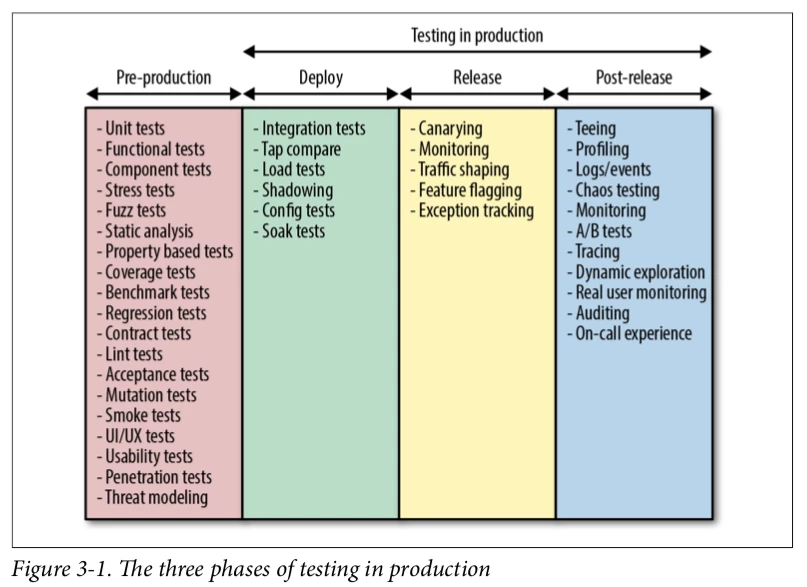 Testing in production
Pre-production
Deploy
Release
Post-release
- Unit tests
- Functional tests
- Component tests
- Stress tests
- Fuzz tests
- Static analysis
- Property based tests
- Coverage tests
- Benchmark tests
- Regression tests
- Contract tests
- Lint tests
- Acceptance tests
- Mutation tests
- Smoke tests
- UI/UX tests
- Usability tests
- Penetration tests
- Threat modeling
- Integration tests
- Tap compare
- Load tests
- Shadowing
- Config tests
- Soak tests
- Canarying
- Monitoring
- Traffic shaping
- Feature flagging
- Exception tracking
- Teeing
- Profiling
- Logs/events
- Chaos testing
- Monitoring
- A/B tests
- Tracing
- Dynamic exploration
- Real user monitoring
- Auditing
- On-call experience
Figure 3-1. The three phases of testing in production